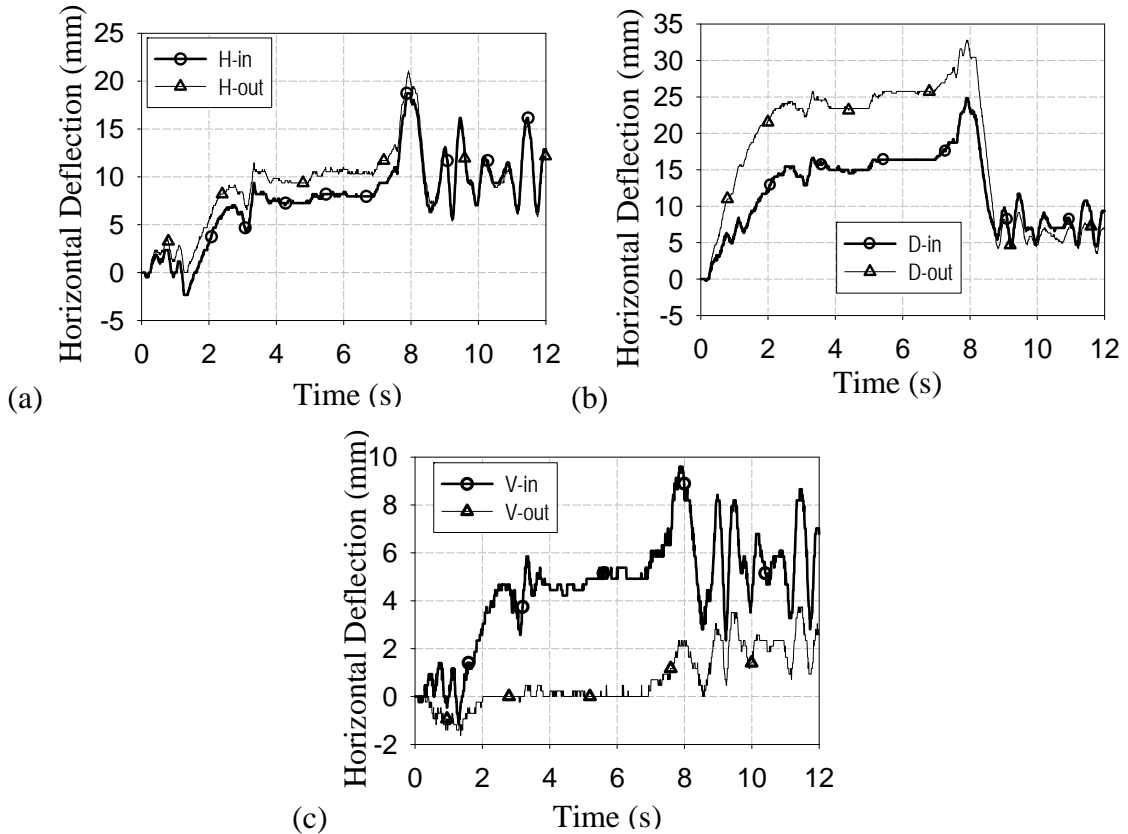 Horizontal Deflection (mm)
25
20
15
10
5
0
-5
H-in
H-out
0 2 4 6 8 10 12
Time (s)
(a)
Horizontal Deflection (mm)
35
30
25
20
15
10
5
0
-5
D-in
D-out
0 2 4 6 8 10 12
Time (s)
(b)
Horizontal Deflection (mm)
10
8
6
4
2
0
-2
V-in
V-out
0 2 4 6 8 10 12
Time (s)
(c)